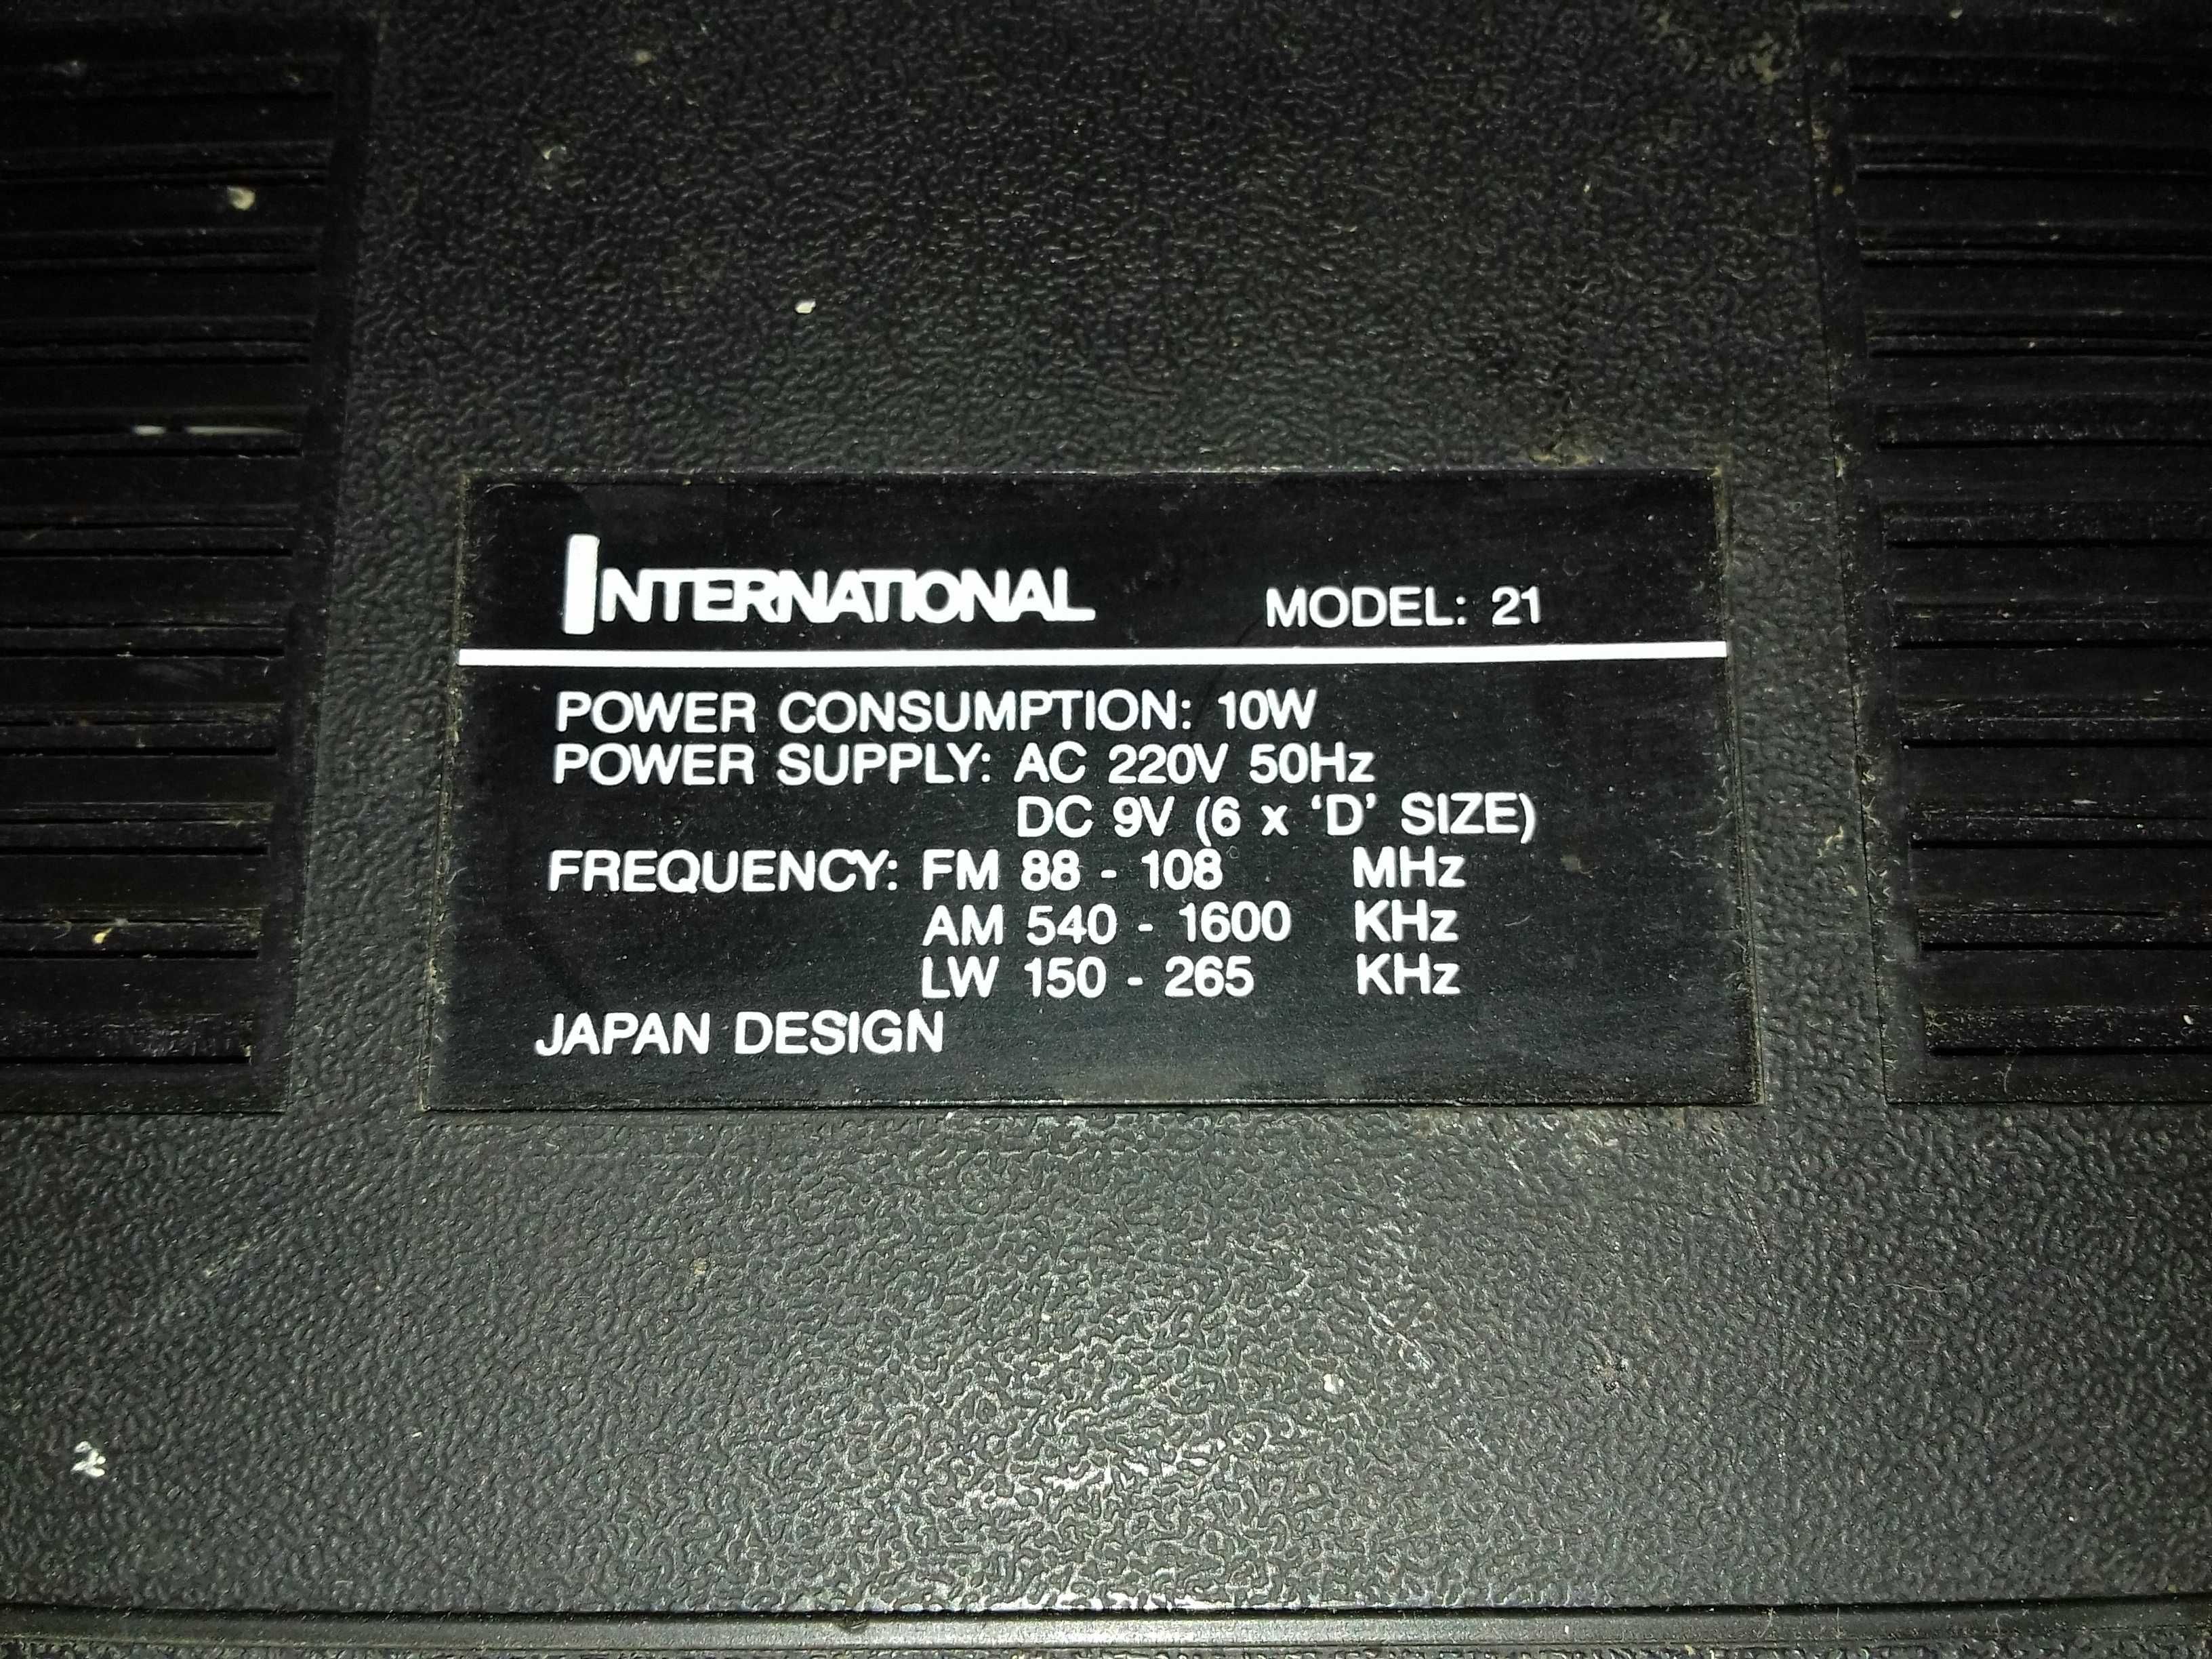 INTERNATIONAL MODEL: 21
POWER CONSUMPTION: 10W
POWER SUPPLY: AC 220V 50Hz
DC 9V (6 x ‘D’ SIZE)
FREQUENCY: FM 88 - 108 MHz
AM 540 - 1600 KHz
LW 150 - 265 KHz
JAPAN DESIGN